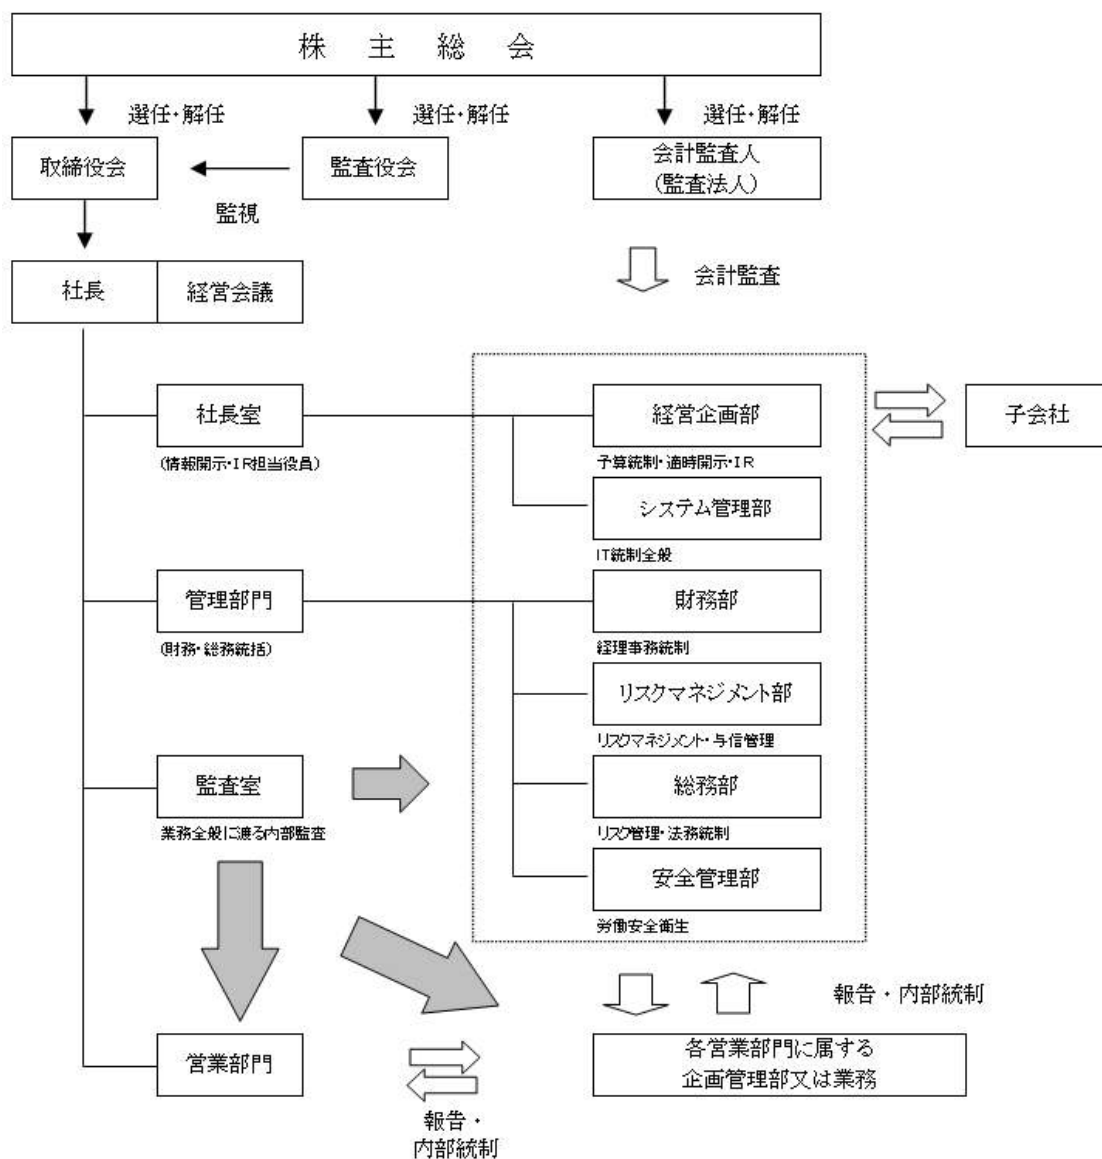 株主総会
選任・解任
選任・解任
選任・解任
取締役会
監査役会
会計監査人
(監査法人)
監視
社長
経営会議
会計監査
社長室
(情報開示・IR担当役員)
経営企画部
予算統制・適時開示・IR
子会社
システム管理部
IT統制全般
管理部門
(財務・総務統括)
財務部
経理事務統制
リスクマネジメント部
リスクマネジメント・与信管理
監査室
業務全般に渡る内部監査
総務部
リスク管理・法務統制
安全管理部
労働安全衛生
報告・内部統制
営業部門
各営業部門に属する
企画管理部又は業務
報告・
内部統制